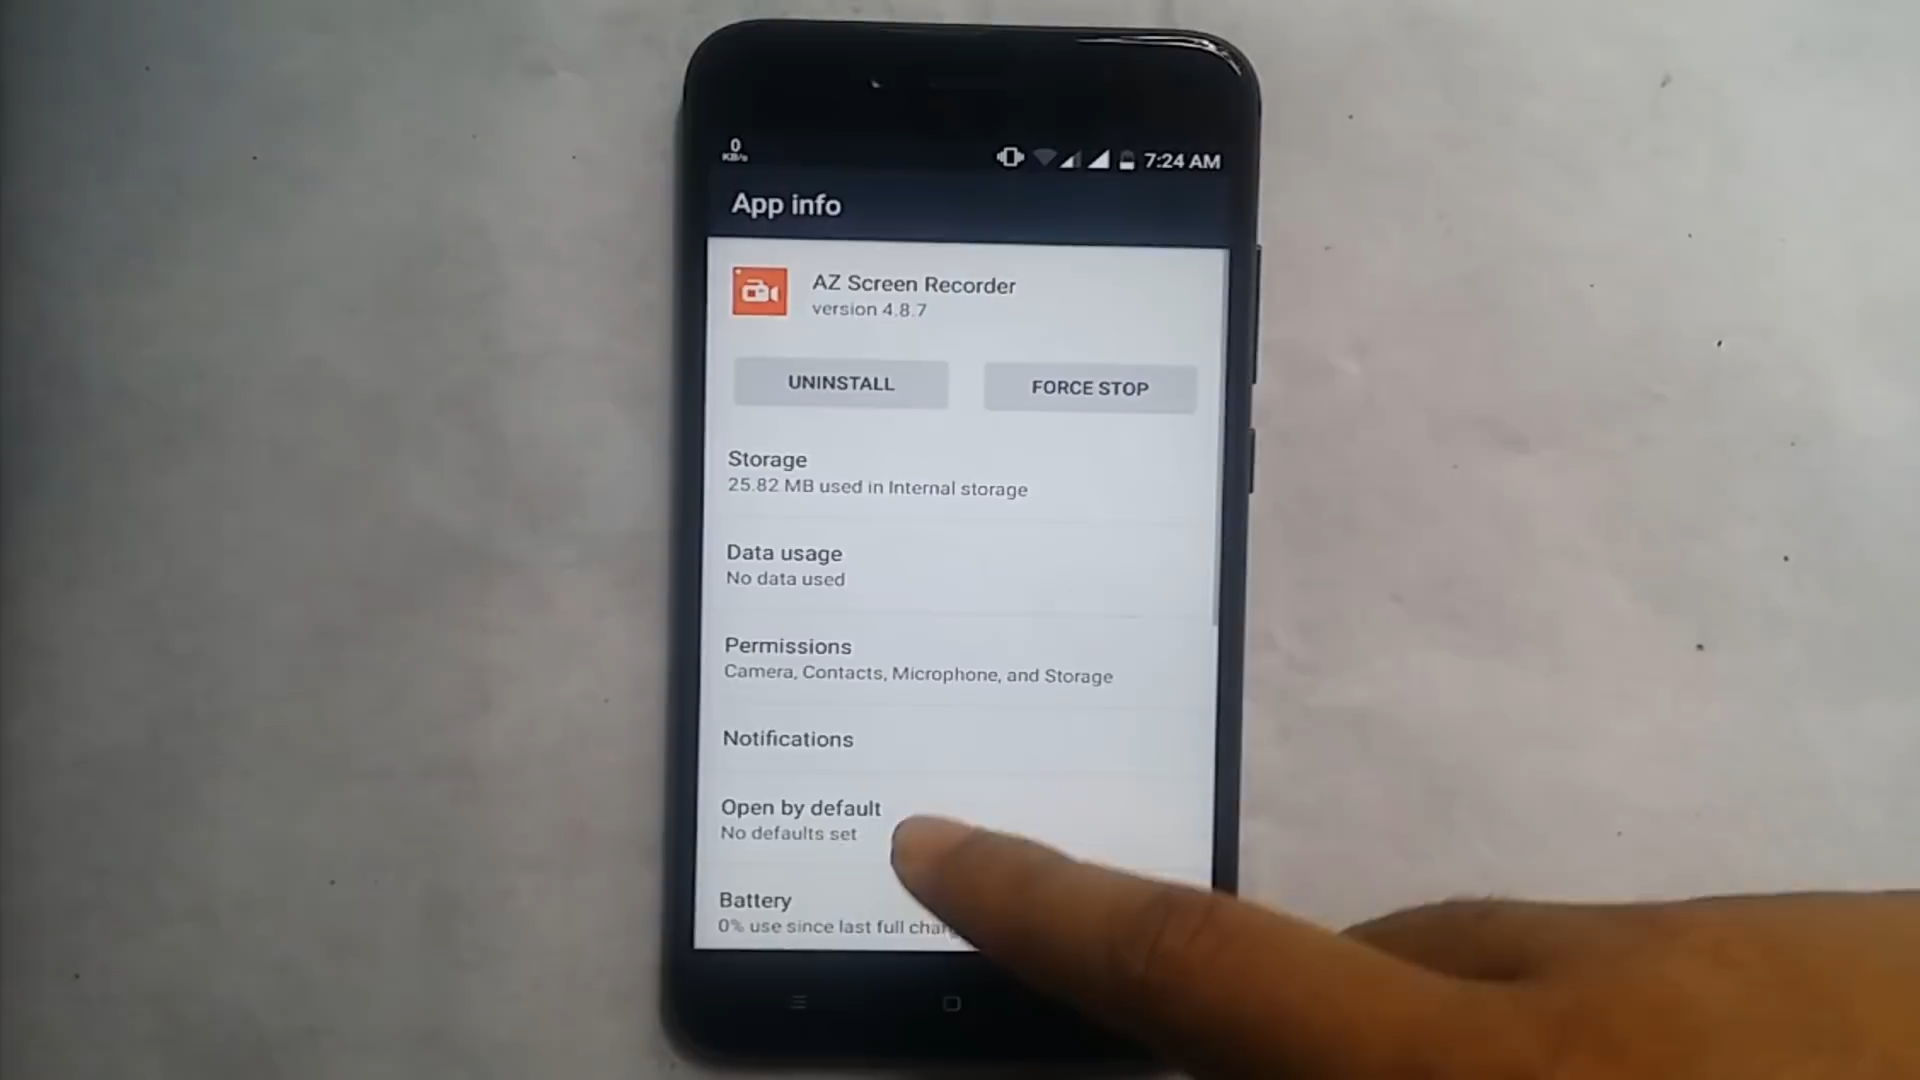 0
KB/s
7:24 AM
App info
AZ Screen Recorder
version 4.8.7
UNINSTALL
FORCE STOP
Storage
25.82 MB used in Internal storage
Data usage
No data used
Permissions
Camera, Contacts, Microphone, and Storage
Notifications
Open by default
No defaults set
Battery
0% use since last full